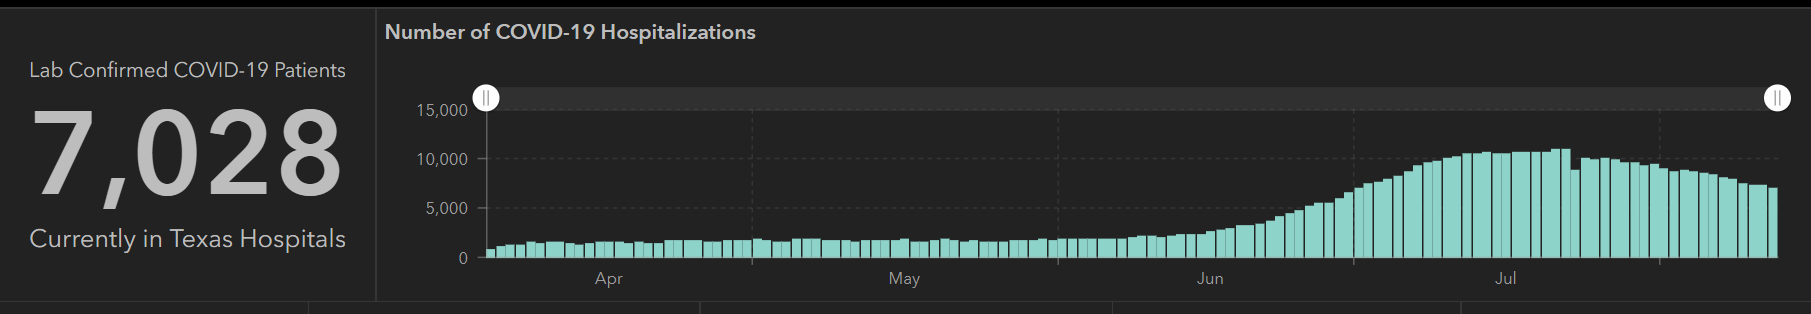 Lab Confirmed COVID-19 Patients
7,028
Currently in Texas Hospitals
Number of COVID-19 Hospitalizations
15,000
10,000
5,000
0
Apr May Jun Jul